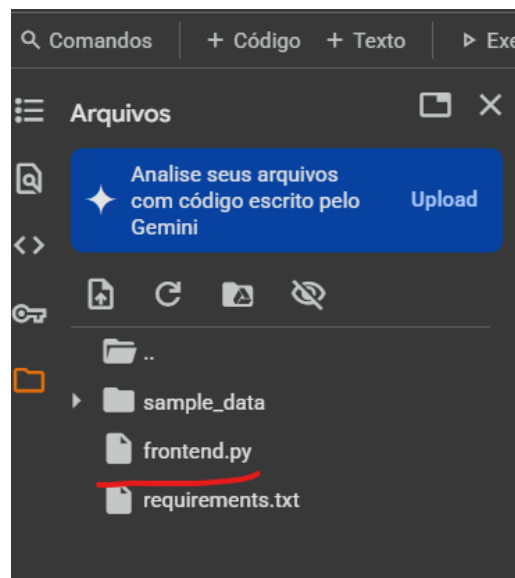 Comandos + Código + Texto Exe
Arquivos
Analise seus arquivos
com código escrito pelo
Gemini
Upload
..
sample_data
frontend.py
requirements.txt